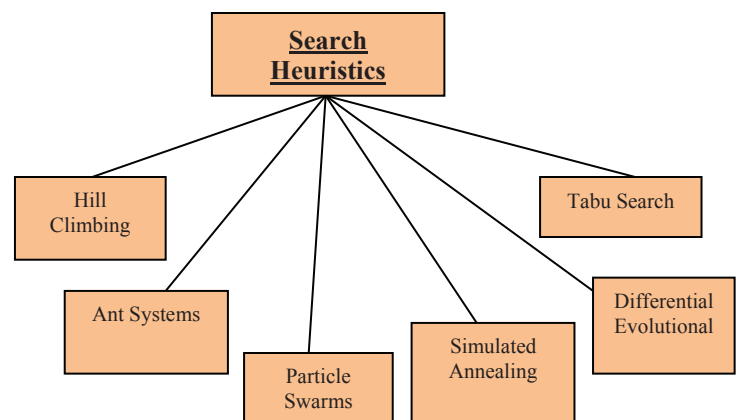 Search
Heuristics
Hill
Climbing
Tabu Search
Ant Systems
Differential
Evolutional
Simulated
Annealing
Particle
Swarms